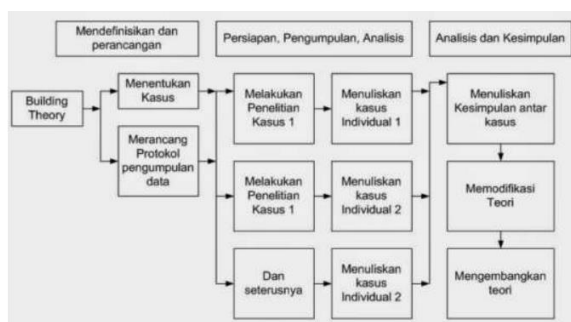 Mendefinisikan dan
perancangan
Persiapan, Pengumpulan, Analisis
Analisis dan Kesimpulan
Building
Theory
Menentukan
Kasus
Merancang
Protokol
pengumpulan
data
Melakukan
Penelitian
Kasus 1
Menuliskan
kasus
Individual 1
Menuliskan
Kesimpulan antar
kasus
Melakukan
Penelitian
Kasus 1
Menuliskan
kasus
Individual 2
Memodifikasi
Teori
Dan
seterusnya
Menuliskan
kasus
Individual 2
Mengembangkan
teori